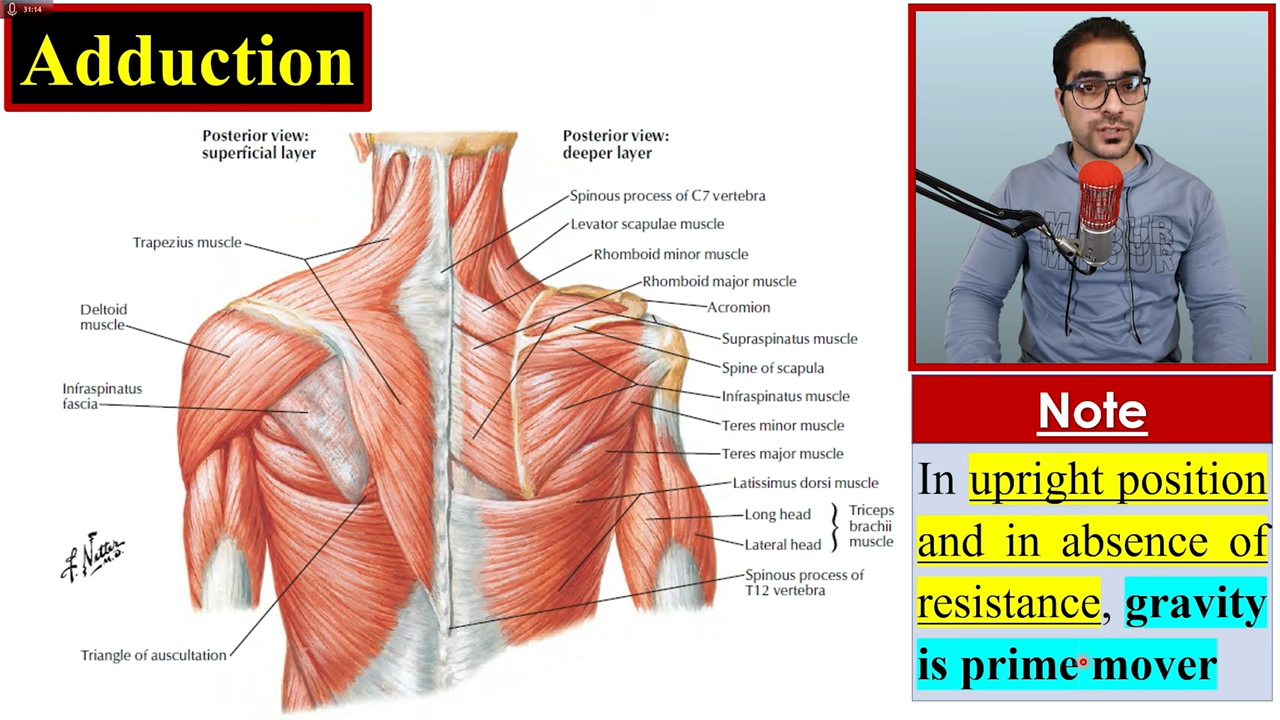 31:14
Adduction
Posterior view:
superficial layer
Posterior view:
deeper layer
Trapezius muscle
Deltoid
muscle
Infraspinatus
fascia
Triangle of auscultation
F. Netter
M.D.
Spinous process of C7 vertebra
Levator scapulae muscle
Rhomboid minor muscle
Rhomboid major muscle
Acromion
Supraspinatus muscle
Spine of scapula
Infraspinatus muscle
Teres minor muscle
Teres major muscle
Latissimus dorsi muscle
Long head
Lateral head
Triceps
brachii
muscle
Spinous process of
T12 vertebra
Note
In upright position
and in absence of
resistance, gravity
is prime mover